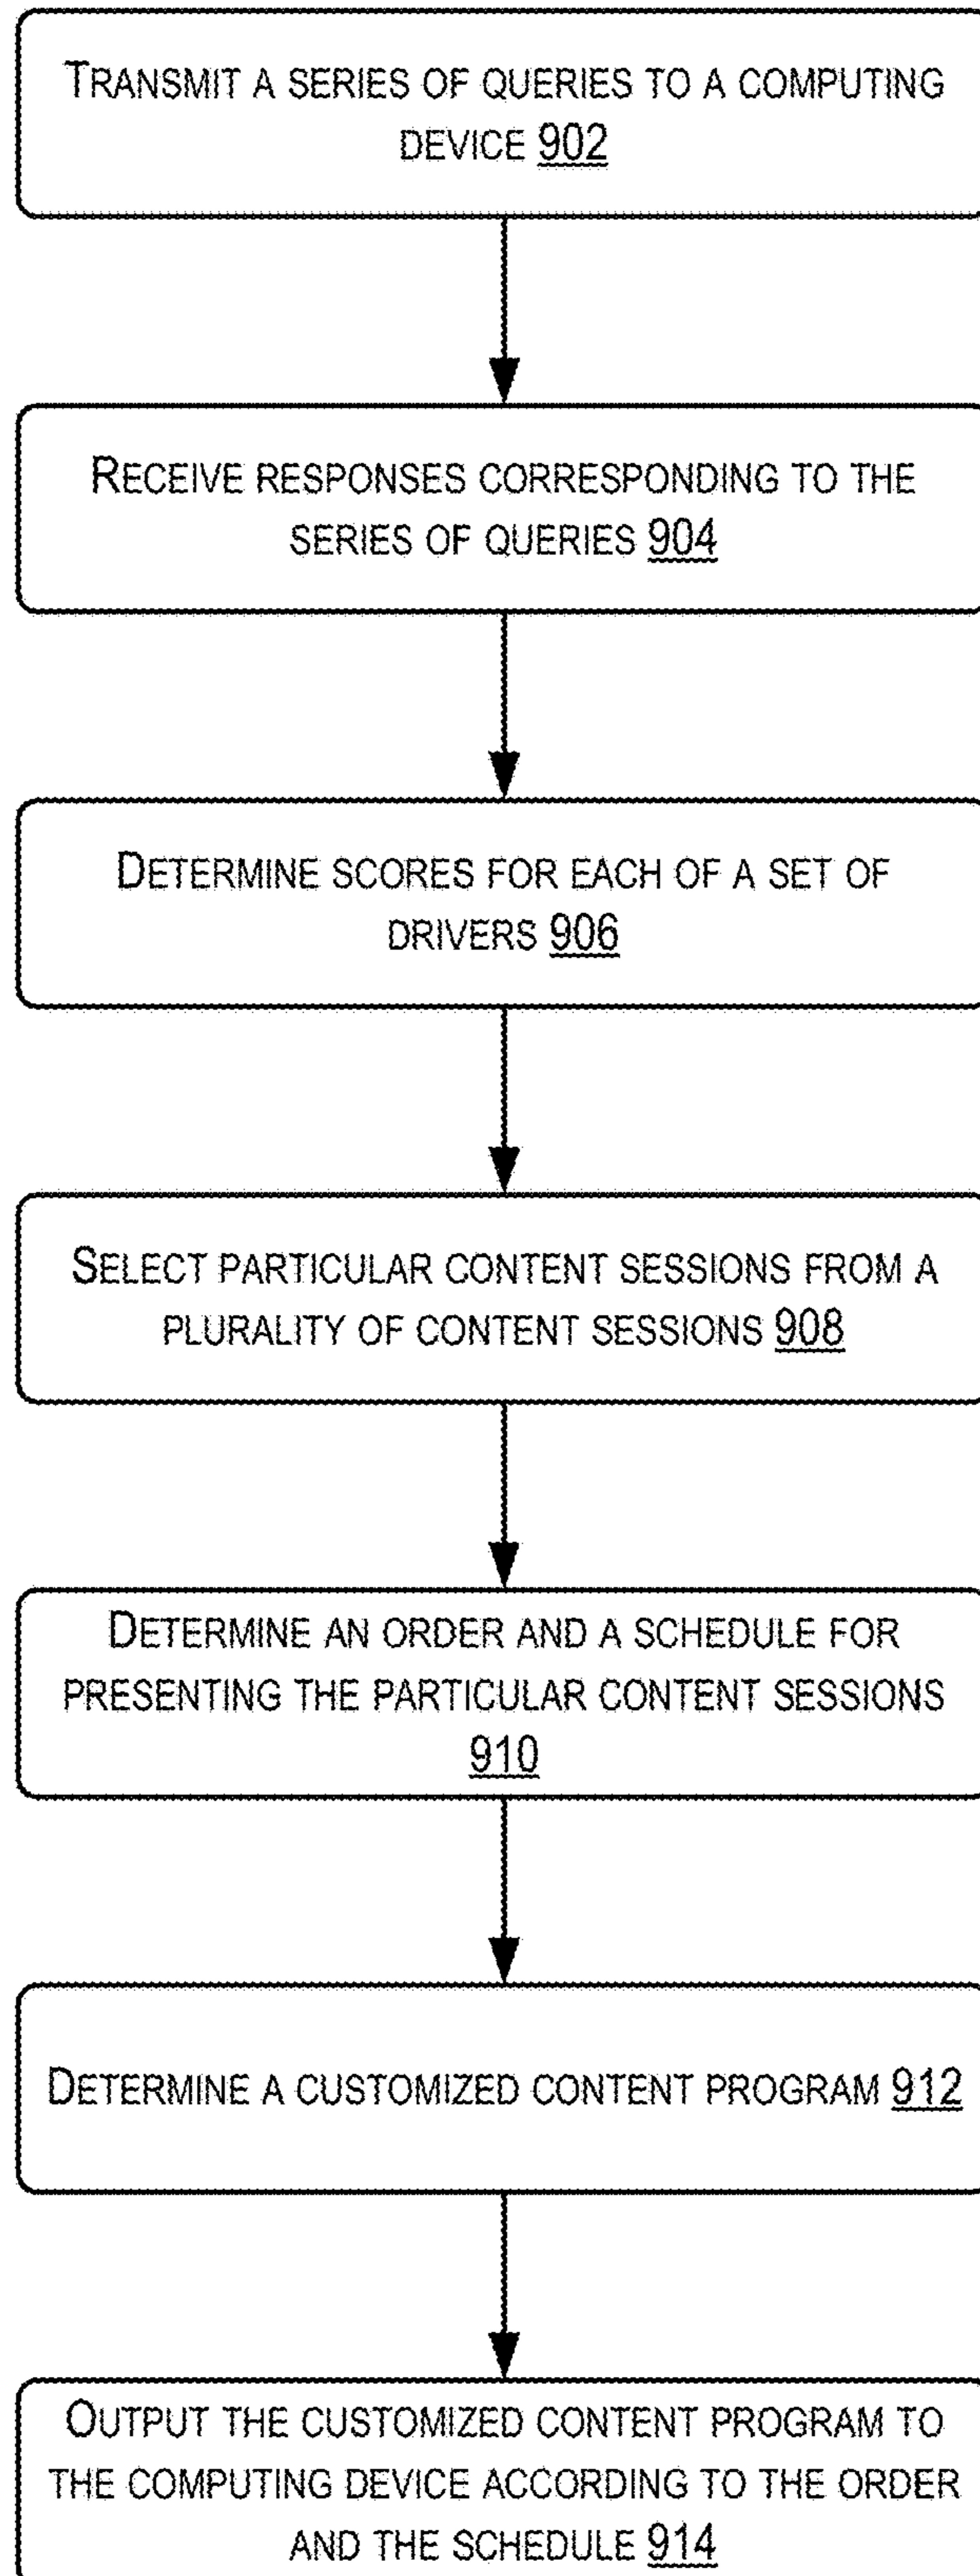 TRANSMIT A SERIES OF QUERIES TO A COMPUTING
DEVICE 902
RECEIVE RESPONSES CORRESPONDING TO THE
SERIES OF QUERIES 904
DETERMINE SCORES FOR EACH OF A SET OF
DRIVERS 906
SELECT PARTICULAR CONTENT SESSIONS FROM A
PLURALITY OF CONTENT SESSIONS 908
DETERMINE AN ORDER AND A SCHEDULE FOR
PRESENTING THE PARTICULAR CONTENT SESSIONS
910
DETERMINE A CUSTOMIZED CONTENT PROGRAM 912
OUTPUT THE CUSTOMIZED CONTENT PROGRAM TO
THE COMPUTING DEVICE ACCORDING TO THE ORDER
AND THE SCHEDULE 914